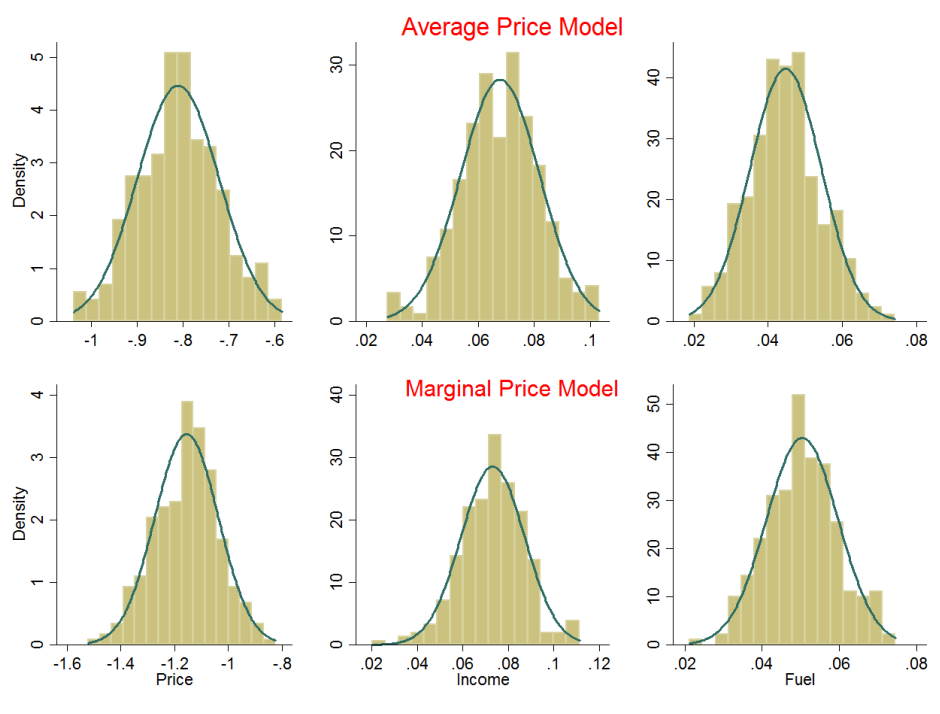 Average Price Model
Density
0 1 2 3 4 5
-1 -.9 -.8 -.7 -.6
0 10 20 30
.02 .04 .06 .08 .1
0 10 20 30 40
.02 .04 .06 .08
Marginal Price Model
Density
0 1 2 3 4
-1.6 -1.4 -1.2 -1 -.8
Price
0 10 20 30 40
.02 .04 .06 .08 .1 .12
Income
0 10 20 30 40 50
.02 .04 .06 .08
Fuel